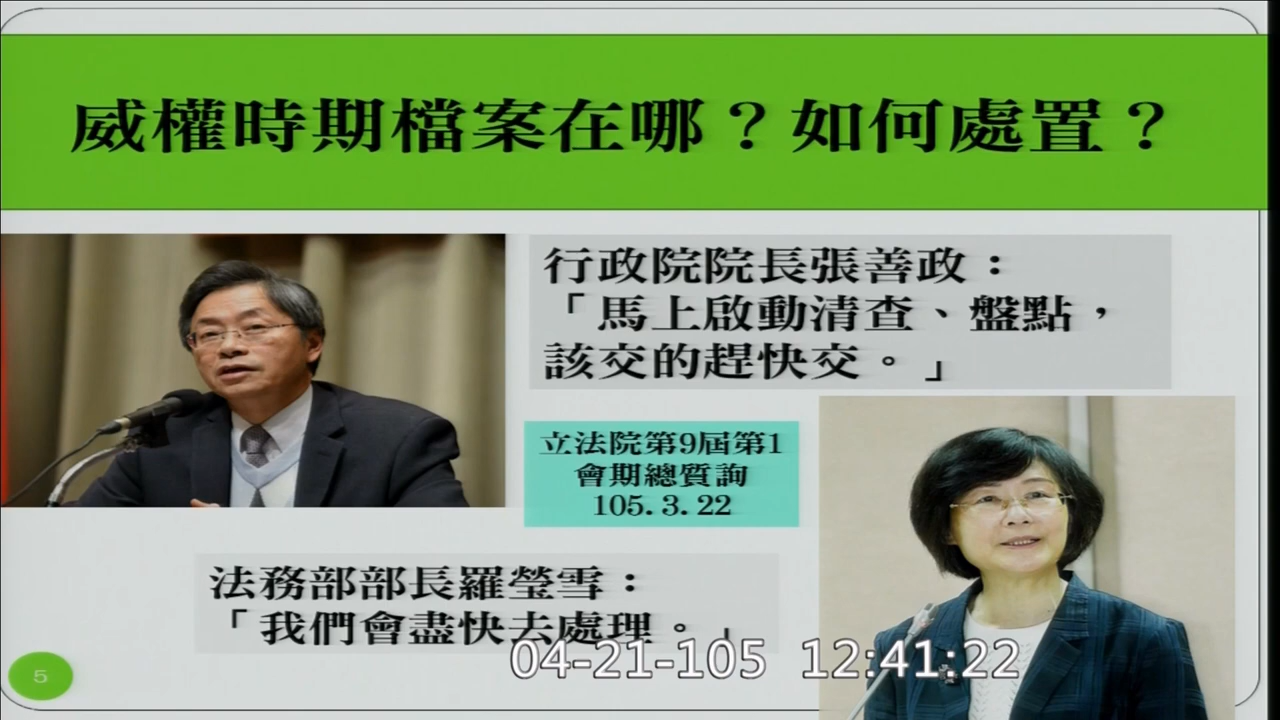 威權時期檔案在哪？如何處置？
行政院院長張善政：
「馬上啟動清查、盤點，
該交的趕快交。」
立法院第9屆第1
會期總質詢
105.3.22
法務部部長羅瑩雪：
「我們會盡快去處理。」
04-21-105 12:41:22
5